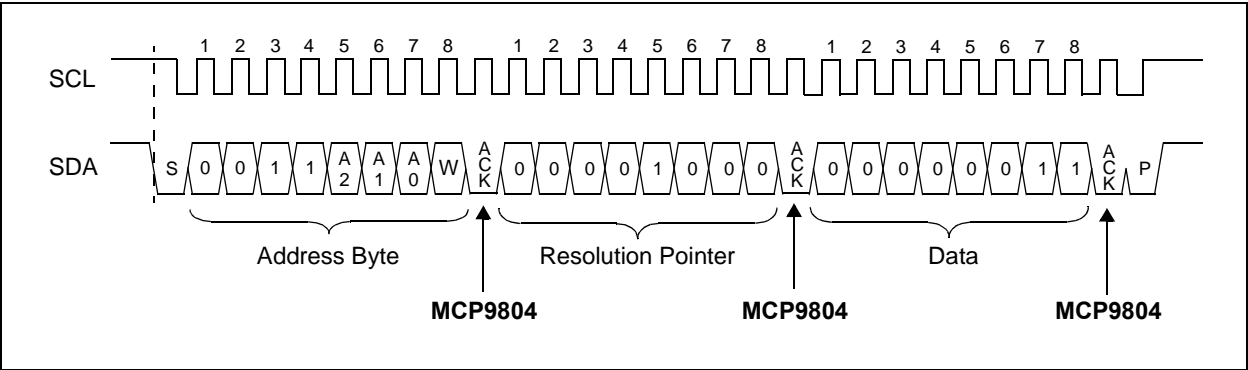 1 2 3 4 5 6 7 8 1 2 3 4 5 6 7 8 1 2 3 4 5 6 7 8
SCL
SDA S 0 0 1 1 A2 A1 A0 W ACK 0 0 0 0 1 0 0 0 ACK 0 0 0 0 0 0 1 1 ACK P
Address Byte Resolution Pointer Data
MCP9804 MCP9804 MCP9804